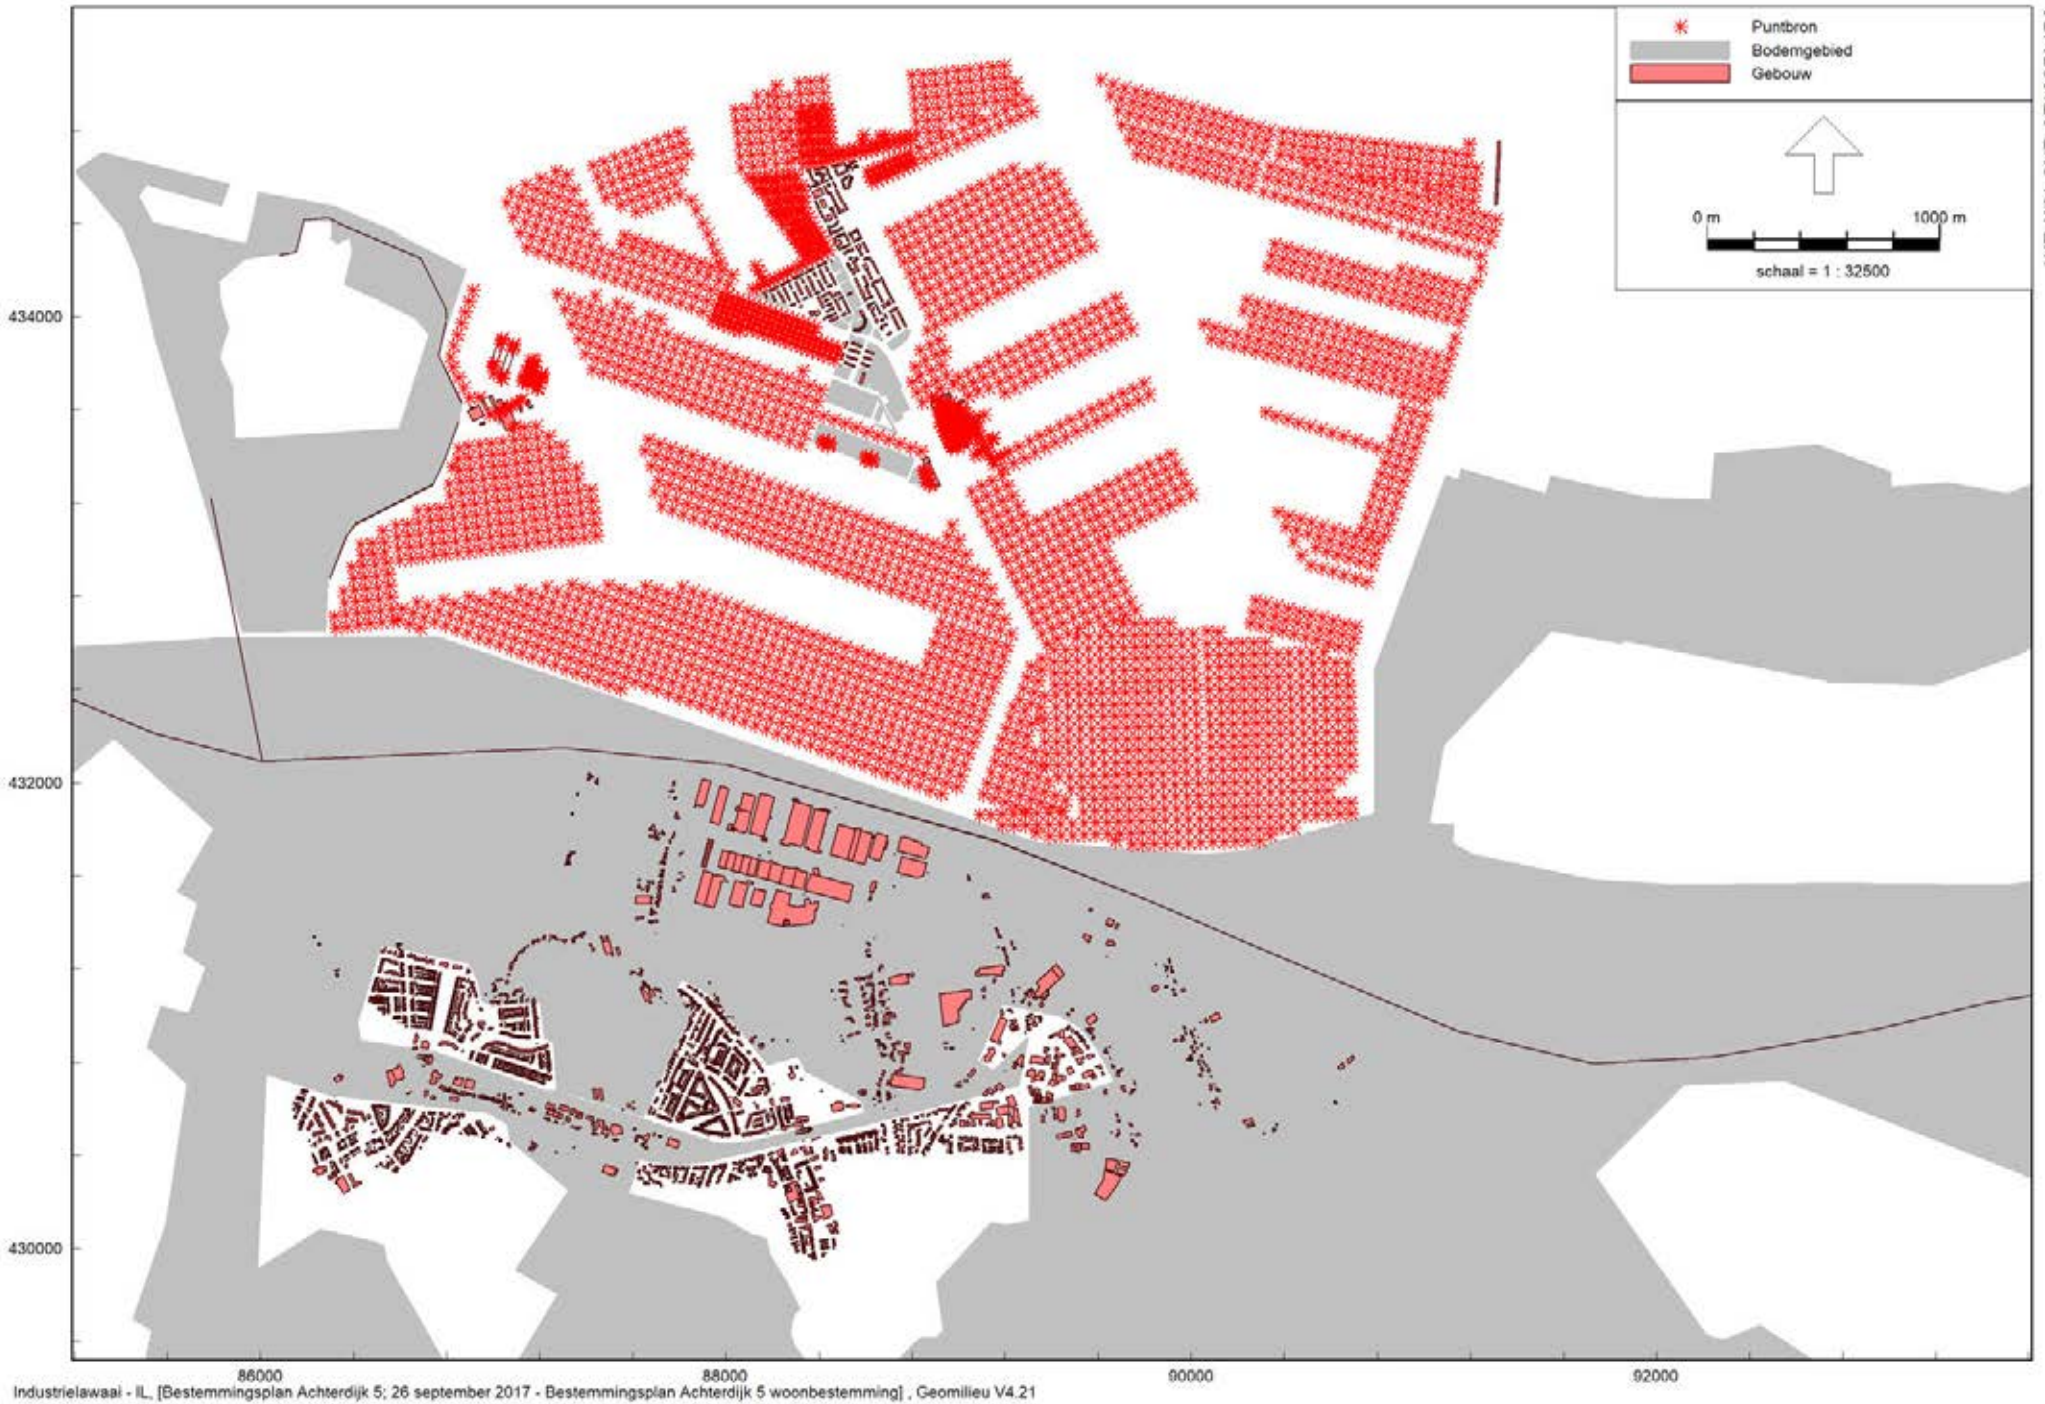 Puntbron
Bodemgebied
Gebouw
0 m 1000 m
schaal = 1 : 32500
434000
432000
430000
86000 88000 90000 92000
Industrielawaai - IL, [Bestemmingsplan Achterdijk 5; 26 september 2017 - Bestemmingsplan Achterdijk 5 woonbestemming] , Geomilieu V4.21